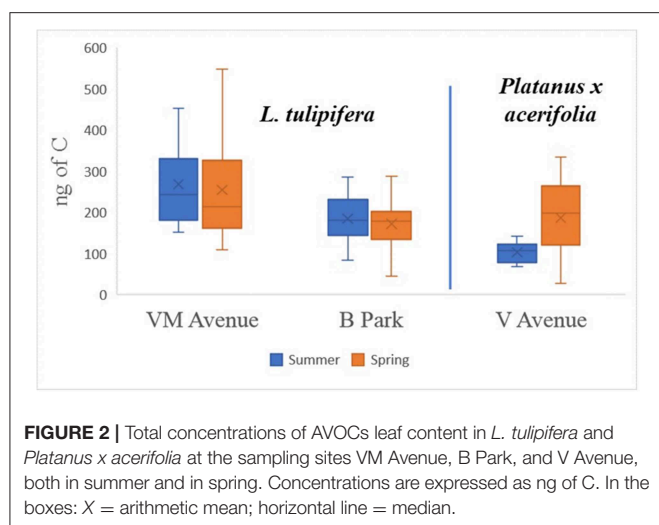 600
500
400
300
200
100
0
ng of C
L. tulipifera
Platanus x
acerifolia
VM Avenue
B Park
V Avenue
Summer
Spring
FIGURE 2 | Total concentrations of AVOCs leaf content in L. tulipifera and
Platanus x acerifolia at the sampling sites VM Avenue, B Park, and V Avenue,
both in summer and in spring. Concentrations are expressed as ng of C. In the
boxes: X = arithmetic mean; horizontal line = median.